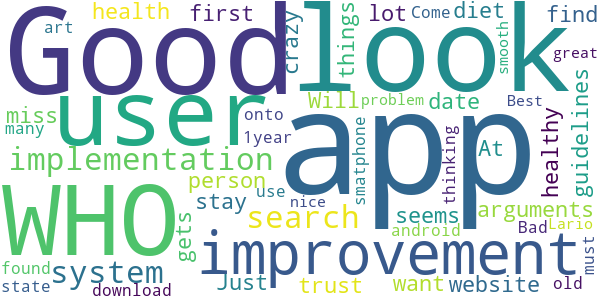 art
health
first
crazy
lot
Come
diet
find
Good
look
things
smooth
great
miss
user
onto
Will
problem
date
guidelines
many
1year
app
Best
implementation
smatphone
thinking
At
healthy
person
WHO
gets
stay
use
nice
search
seems
arguments
android
Bad
Lario
must
improvement
found
system
state
download
Just
trust
want
website
old